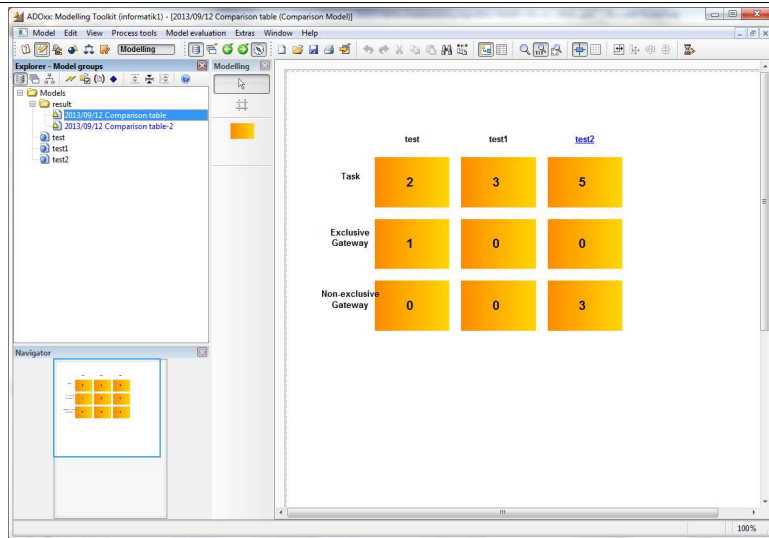 ADOxx: Modelling Toolkit (informatik1) - [2013/09/12 Comparison table (Comparison Model)]
Model Edit View Process tools Model evaluation Extras Window Help
Modelling
Explorer - Model groups
Modelling
Models
result
2013/09/12 Comparison table
2013/09/12 Comparison table-2
test
test1
test2
test test1 test2
Task 2 3 5
Exclusive
Gateway 1 0 0
Non-exclusive
Gateway 0 0 3
Navigator
100%